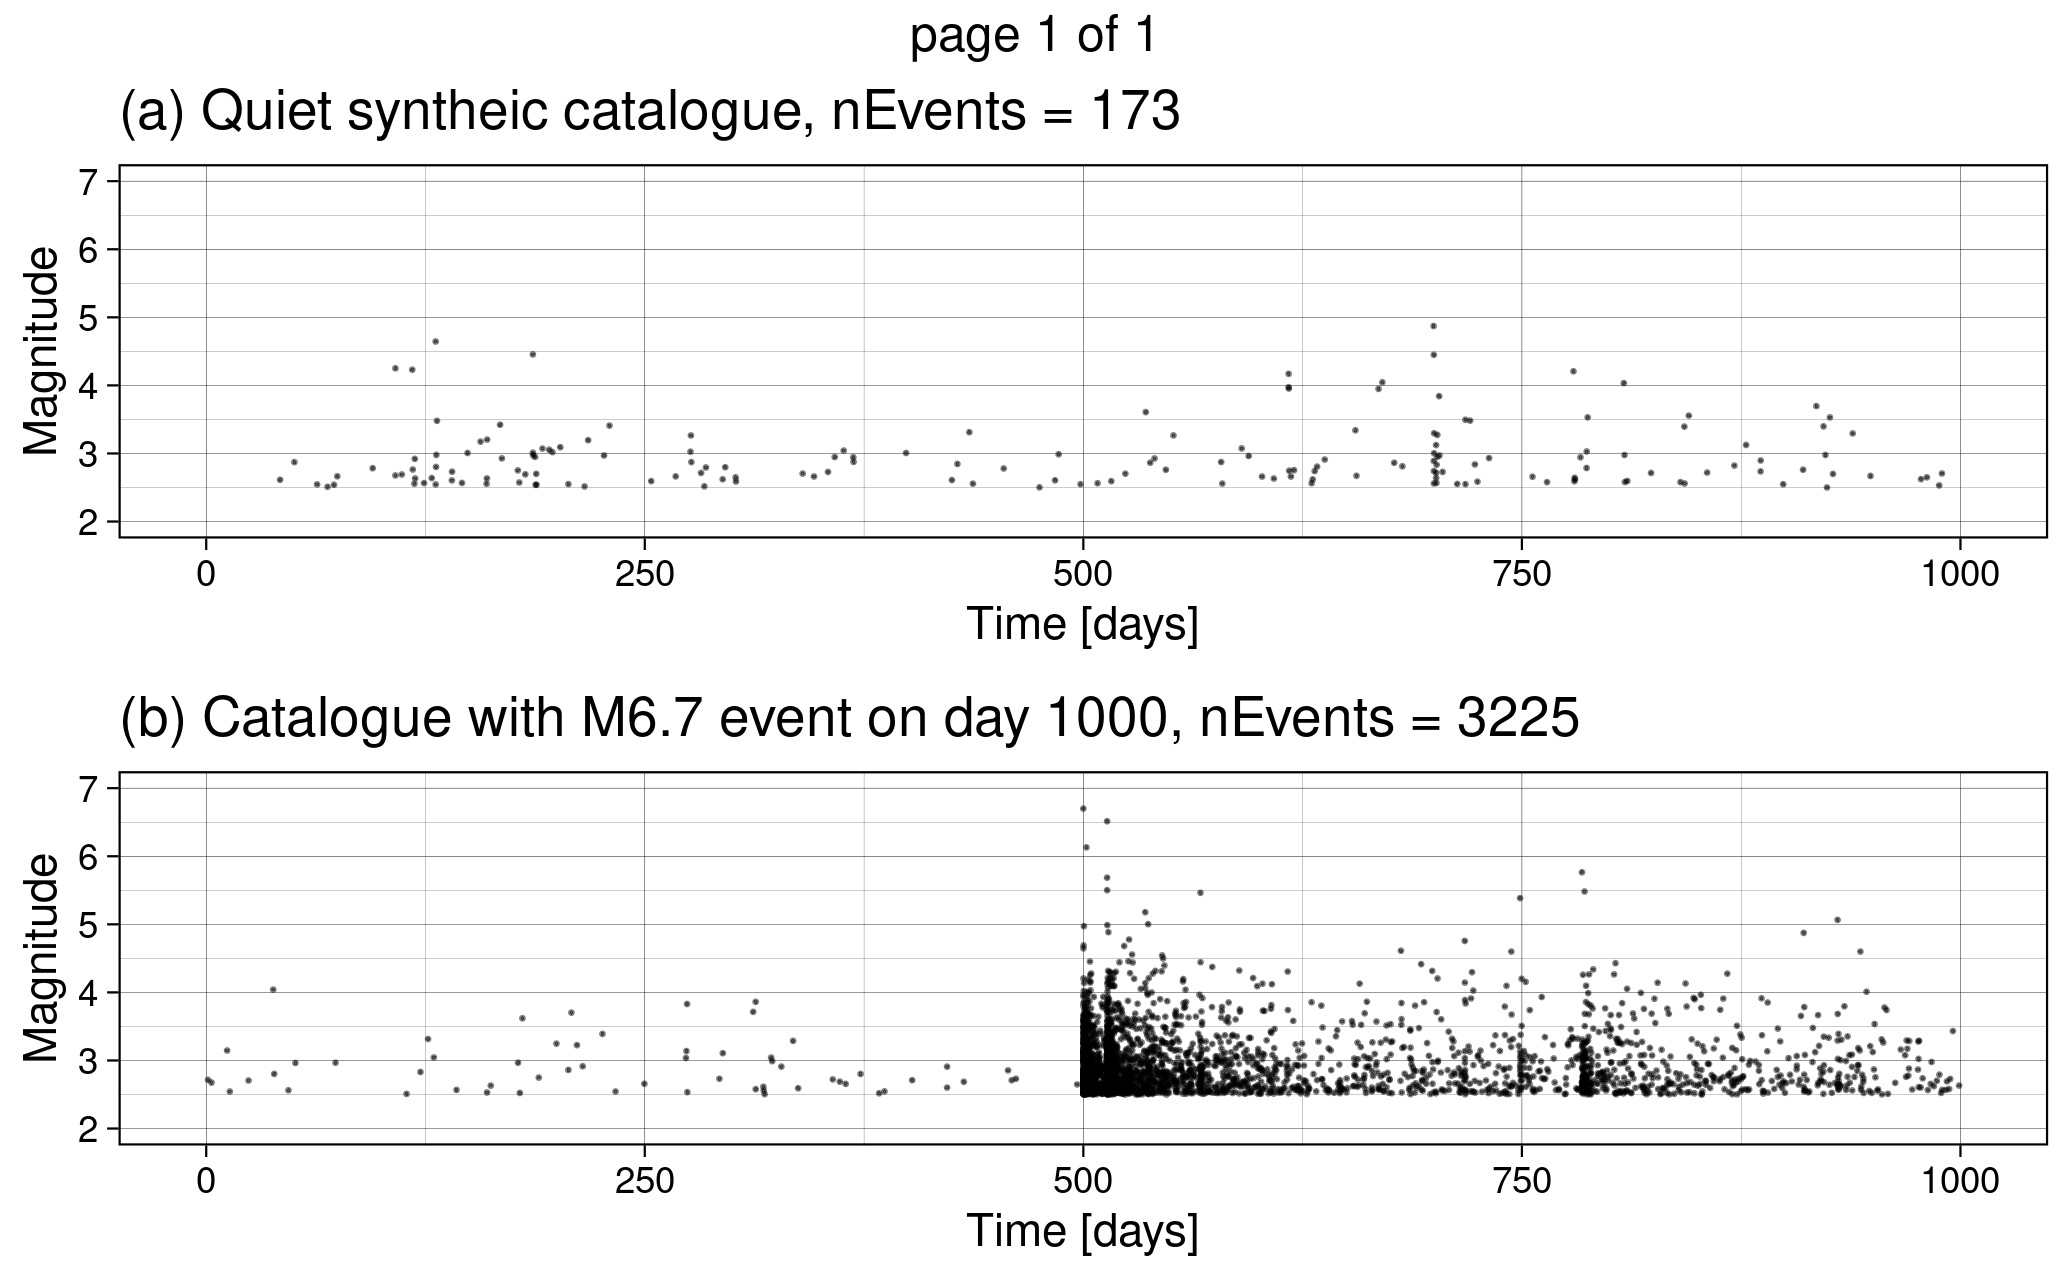 page 1 of 1
(a) Quiet syntheic catalogue, nEvents = 173
Magnitude
7
6
5
4
3
2
0 250 500 750 1000
Time [days]
(b) Catalogue with M6.7 event on day 1000, nEvents = 3225
Magnitude
7
6
5
4
3
2
0 250 500 750 1000
Time [days]